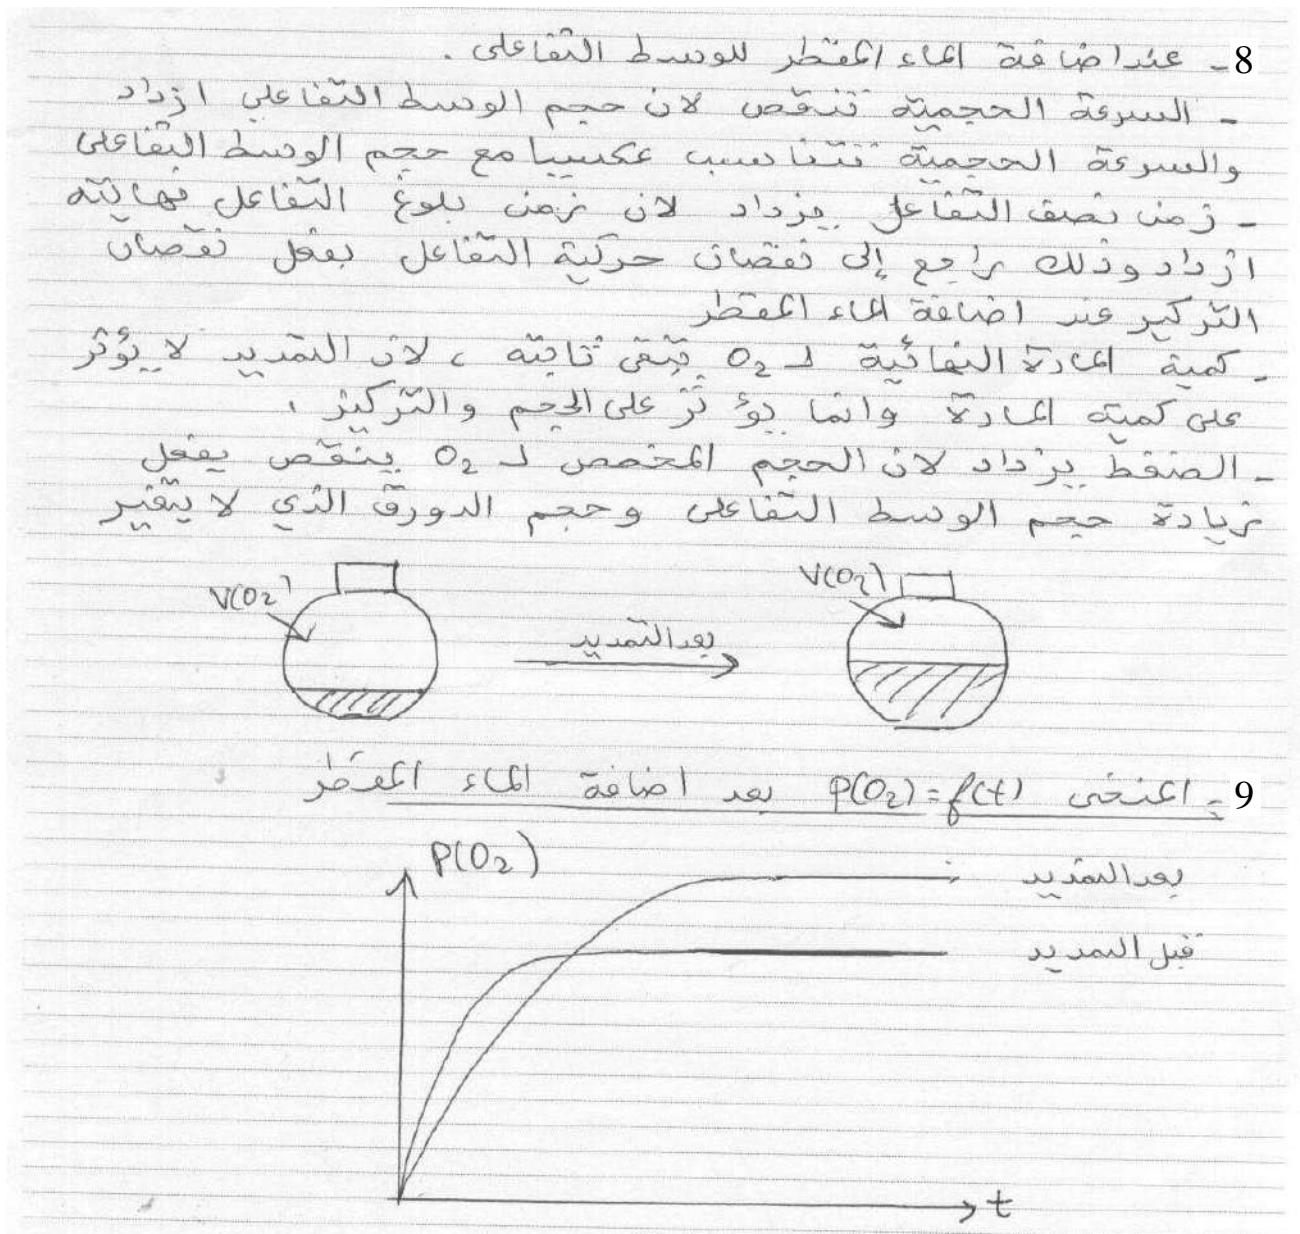 8- عند اضافة الماء المقطر للوسط التفاعلي .
- السرعة الحجمية تنقص لان حجم الوسط التفاعلي ازداد
والسرعة الحجمية تتناسب عكسيا مع حجم الوسط التفاعلي
- زمن نصف التفاعل يزداد لان زمن بلوغ التفاعل نهايته
ازداد وذلك راجع إلى نقصان حركية التفاعل بفعل نقصان
التركيز عند اضافة الماء المقطر
- كمية المادة النهائية لـ O2 تبقى ثابته ، لان التمديد لا يؤثر
على كمية المادة وانما يؤثر على الحجم والتركيز .
- الضغط يزداد لان الحجم المخصص لـ O2 ينقص بفعل
زيادة حجم الوسط التفاعلي وحجم الدورق الذي لا يتغير
V(O2)
بعد التمديد
V(O2)
9- المنحنى P(O2)=f(t) بعد اضافة الماء المقطر
P(O2)
بعد التمديد
قبل التمديد
t